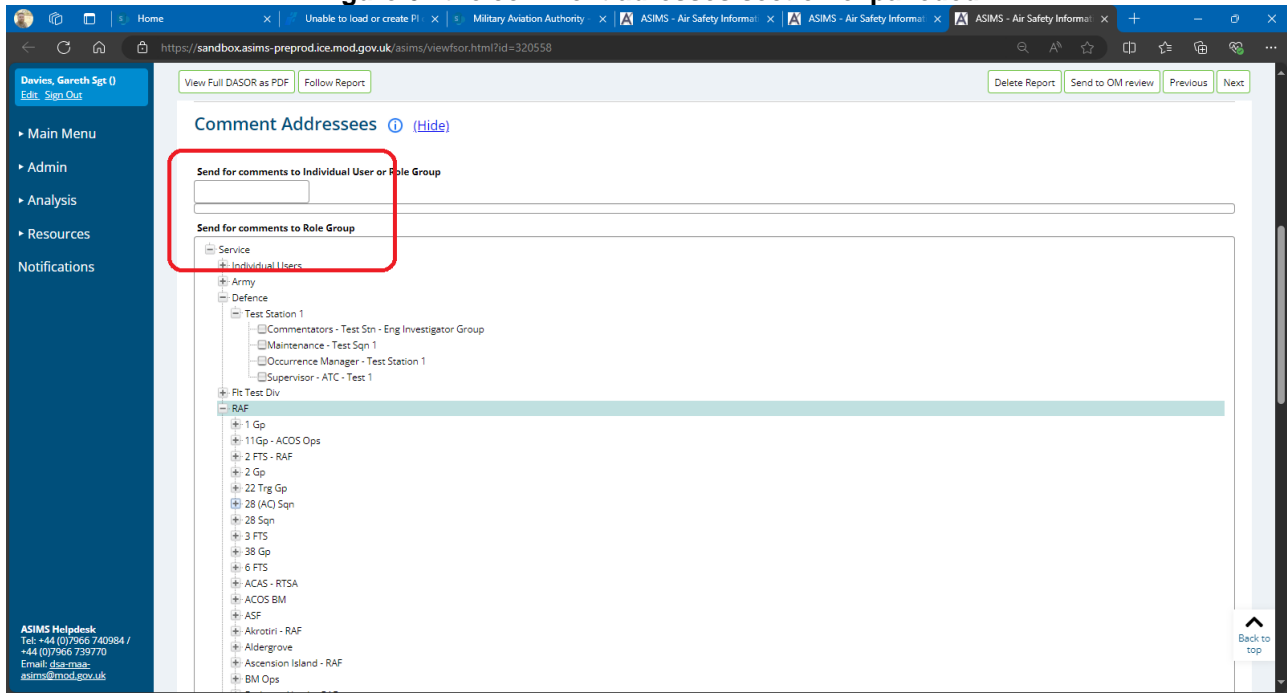 Home
Unable to load or create Pl
Military Aviation Authority -
ASIMS - Air Safety Informati
ASIMS - Air Safety Informati
ASIMS - Air Safety Informati
https://sandbox.asims-preprod.ice.mod.gov.uk/asims/viewfsor.html?id=320558
Davies, Gareth Sgt ()
Edit Sign Out
Main Menu
Admin
Analysis
Resources
Notifications
ASIMS Helpdesk
Tel: +44 (0)7966 740984 /
+44 (0)7966 739770
Email: dsa-maa-
asims@mod.gov.uk
View Full DASOR as PDF Follow Report
Delete Report Send to OM review Previous Next
Comment Addressees (Hide)
Send for comments to Individual User or Role Group
Send for comments to Role Group
Service
Individual Users
Army
Defence
Test Station 1
Commentators - Test Stn - Eng Investigator Group
Maintenance - Test Sqn 1
Occurrence Manager - Test Station 1
Supervisor - ATC - Test 1
Flt Test Div
RAF
1 Gp
11Gp - ACOS Ops
2 FTS - RAF
2 Gp
22 Trg Gp
28 (AC) Sqn
28 Sqn
3 FTS
38 Gp
6 FTS
ACAS - RTSA
ACOS BM
ASF
Akrotiri - RAF
Aldergrove
Ascension Island - RAF
BM Ops
Back to
top